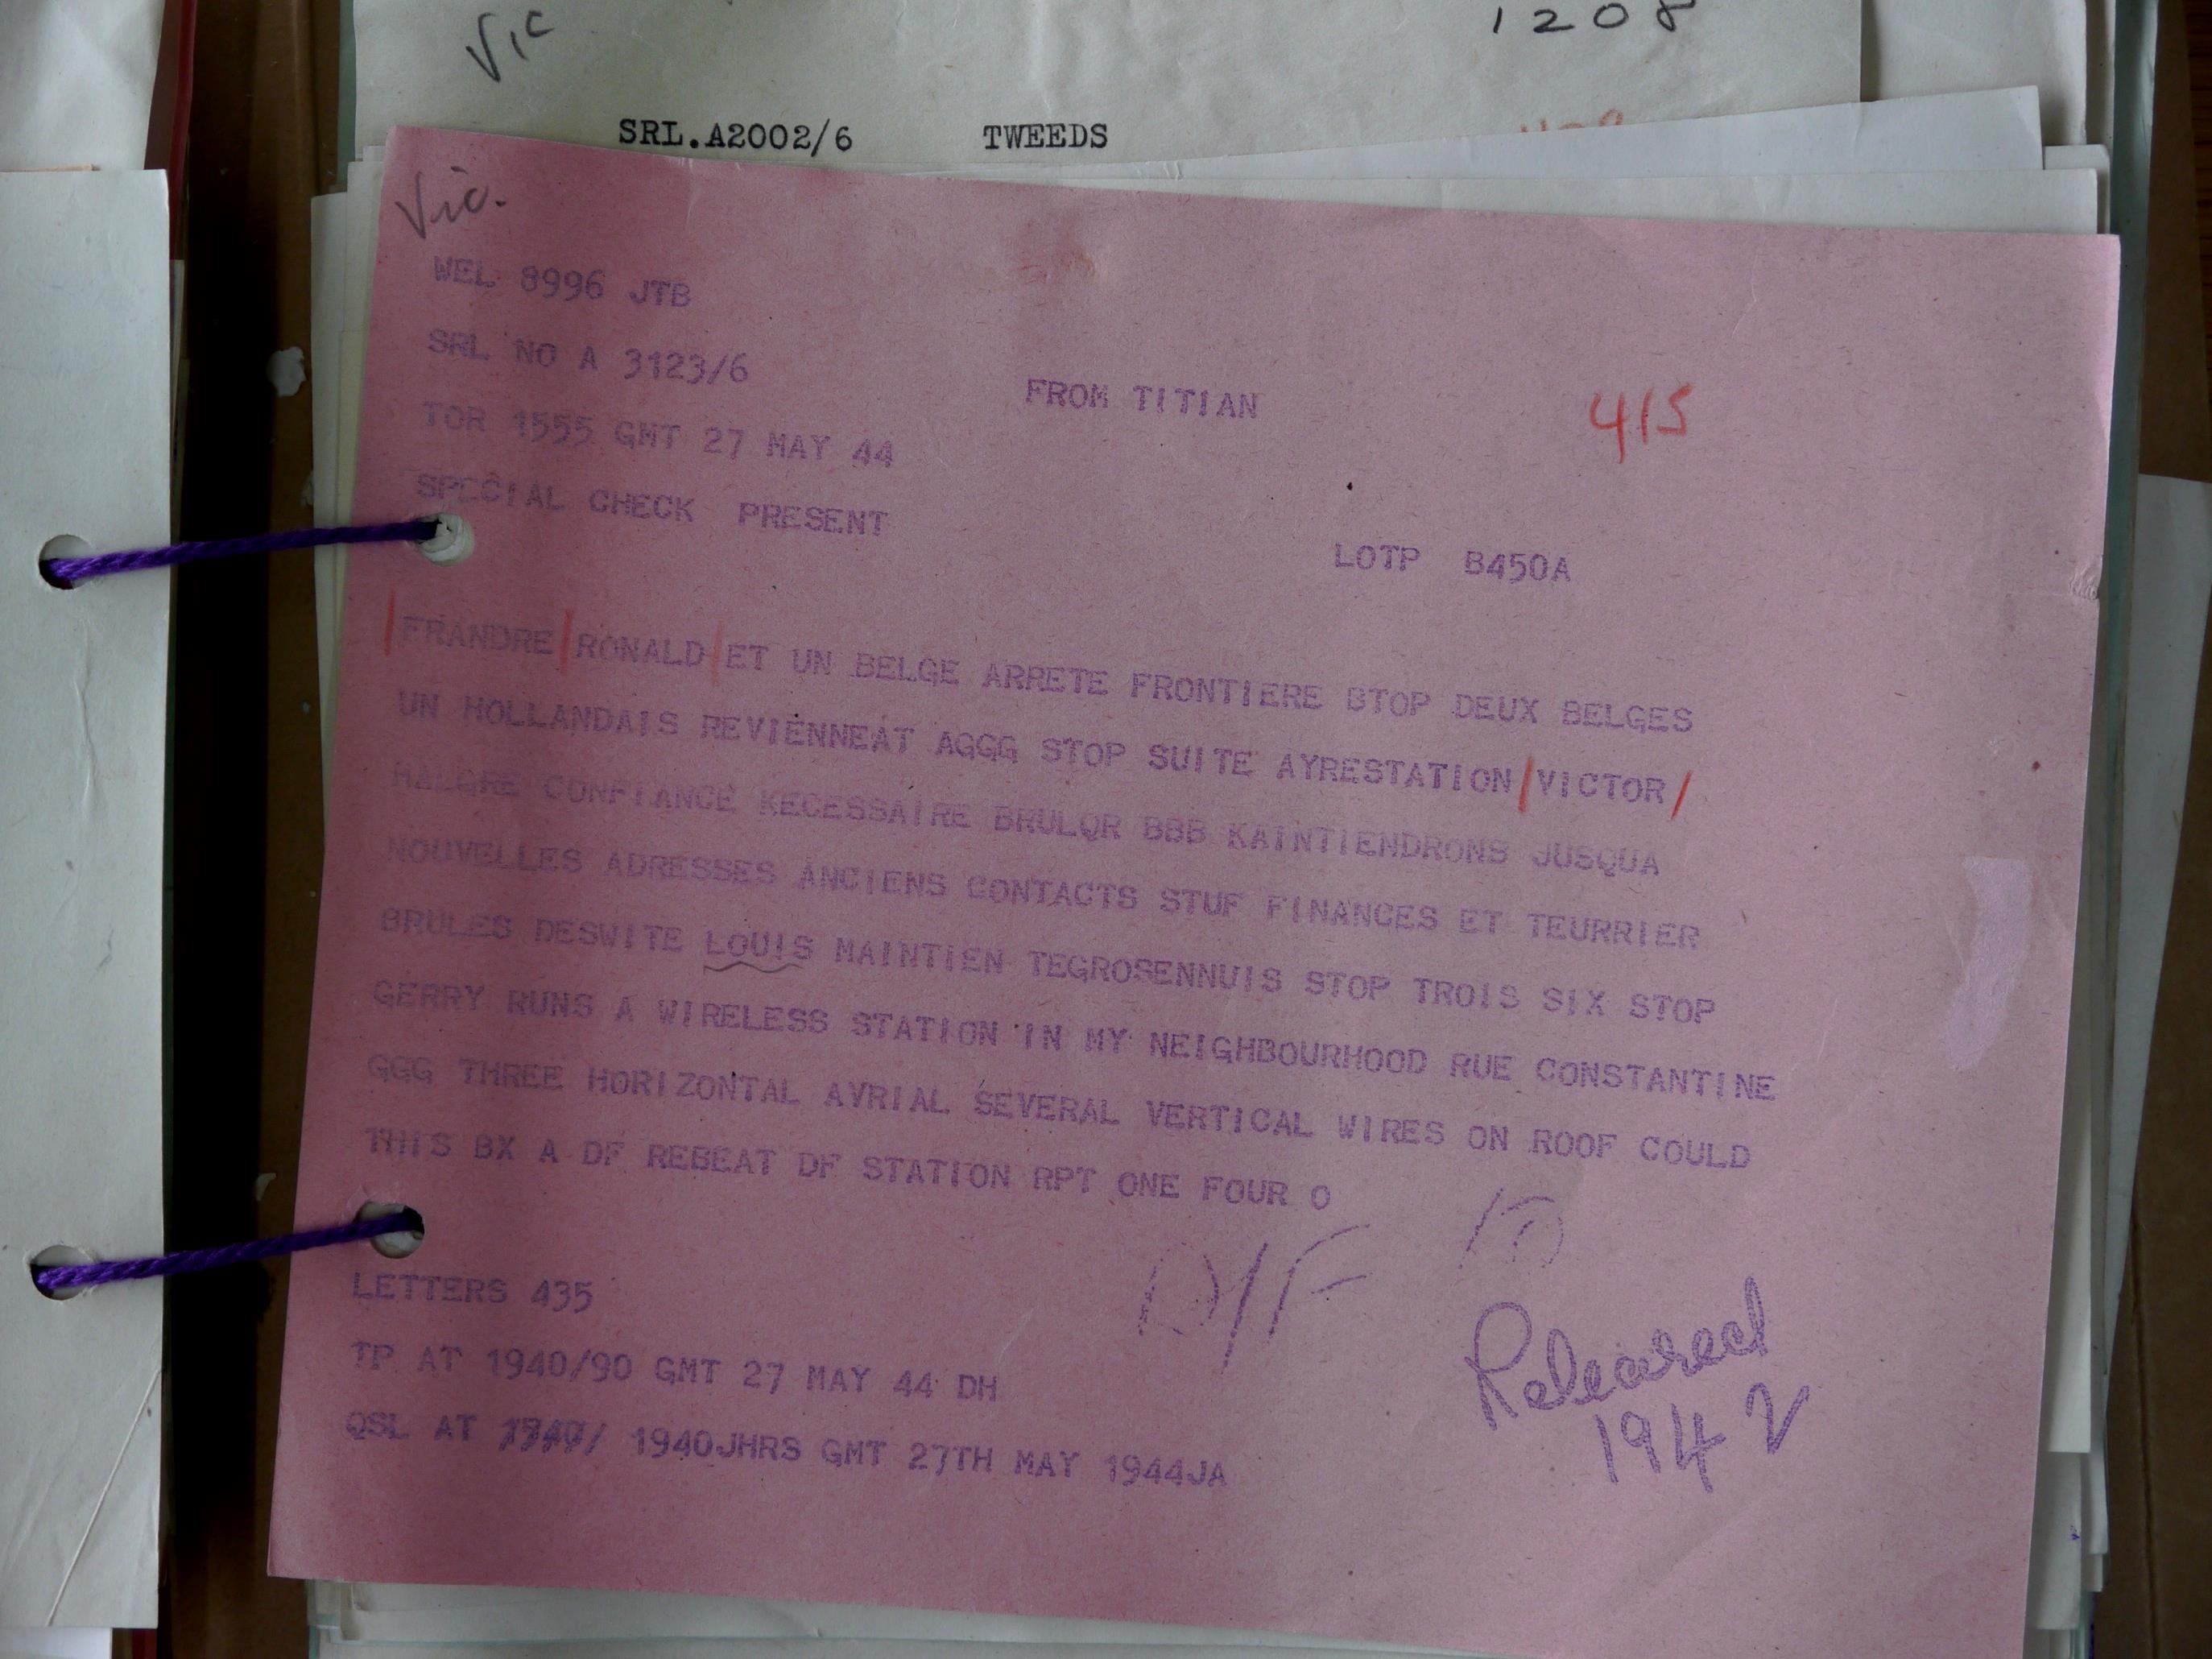 Vic
1208
SRL.A2002/6 TWEEDS
Vic.
WEL 8996 JTB
SRL NO A 3123/6
FROM TITIAN
415
TOR 1555 GMT 27 MAY 44
SPECIAL CHECK PRESENT
LOTP B450A
/FRANDRE/RONALD/ET UN BELGE ARRETE FRONTIERE BTOP DEUX BELGES
UN HOLLANDAIS REVIENNEAT AGGG STOP SUITE AYRESTATION/VICTOR/
HALGRE CONFIANCE KECESSAIRE BRULQR BBB KAINTIENDRONS JUSQUA
NOUVELLES ADRESSES ANCIENS CONTACTS STUF FINANCES ET TEURRIER
BRULES DESWITE LOUIS MAINTIEN TEGROSENNUIS STOP TROIS SIX STOP
GERRY RUNS A WIRELESS STATION IN MY NEIGHBOURHOOD RUE CONSTANTINE
GGG THREE HORIZONTAL AVRIAL SEVERAL VERTICAL WIRES ON ROOF COULD
THIS BX A DF REBEAT DF STATION RPT ONE FOUR O
D/F
LETTERS 435
Released
1942
TP AT 1940/90 GMT 27 MAY 44 DH
QSL AT / 1940JHRS GMT 27TH MAY 1944JA